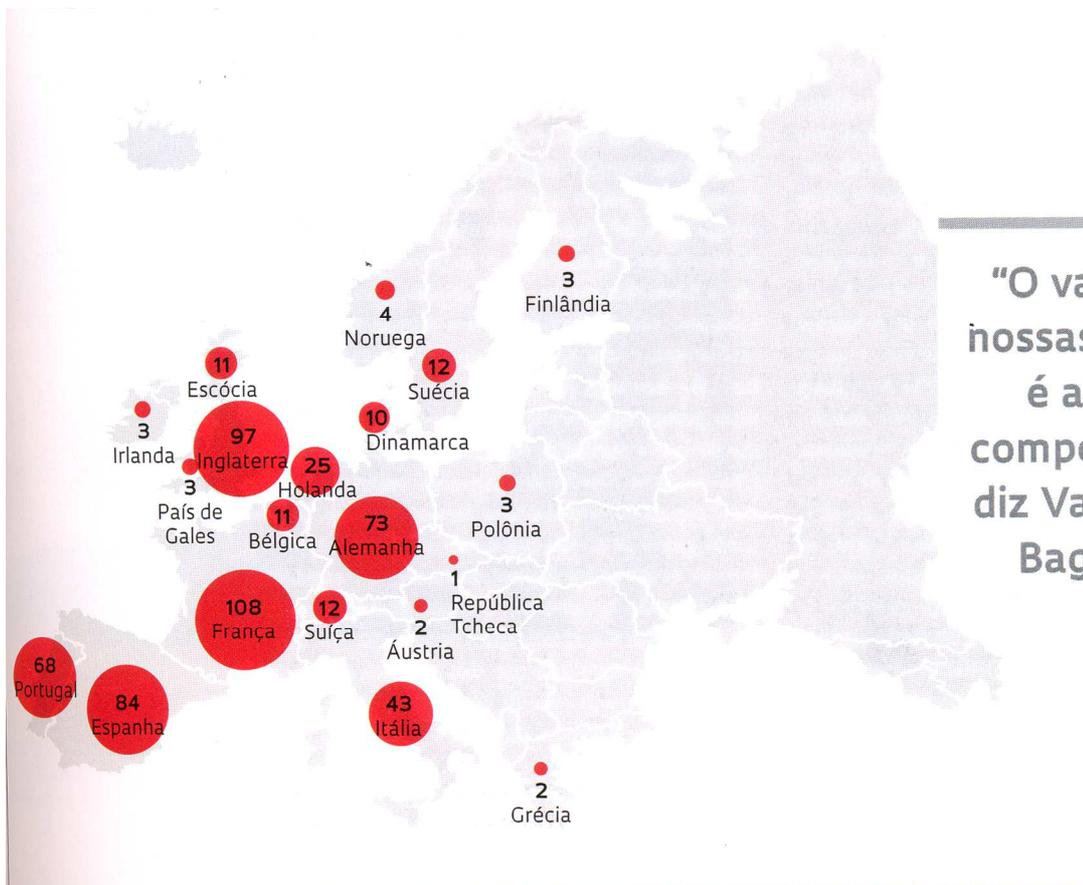 3
Finlândia
4
Noruega
11
Escócia
12
Suécia
3
Irlanda
97
Inglaterra
10
Dinamarca
3
País de
Gales
25
Holanda
11
Bélgica
73
Alemanha
3
Polônia
1
República
Tcheca
108
França
12
Suíça
2
Áustria
68
Portugal
84
Espanha
43
Itália
2
Grécia
“O va
nossas
é a
compe
diz Va
Bag